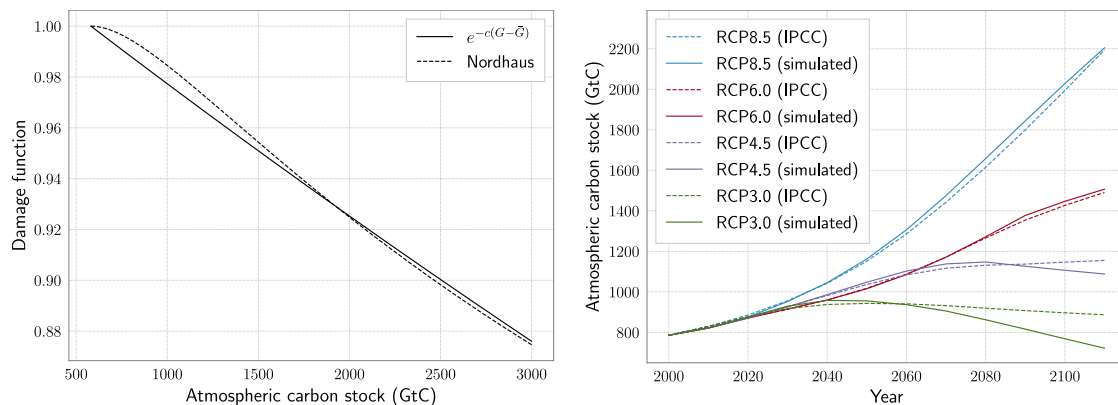 1.00
0.98
0.96
0.94
0.92
0.90
0.88
Damage function
500 1000 1500 2000 2500 3000
Atmospheric carbon stock (GtC)
e^{-c(G-Ḡ)}
Nordhaus
2200
2000
1800
1600
1400
1200
1000
800
Atmospheric carbon stock (GtC)
2000 2020 2040 2060 2080 2100
Year
RCP8.5 (IPCC)
RCP8.5 (simulated)
RCP6.0 (IPCC)
RCP6.0 (simulated)
RCP4.5 (IPCC)
RCP4.5 (simulated)
RCP3.0 (IPCC)
RCP3.0 (simulated)